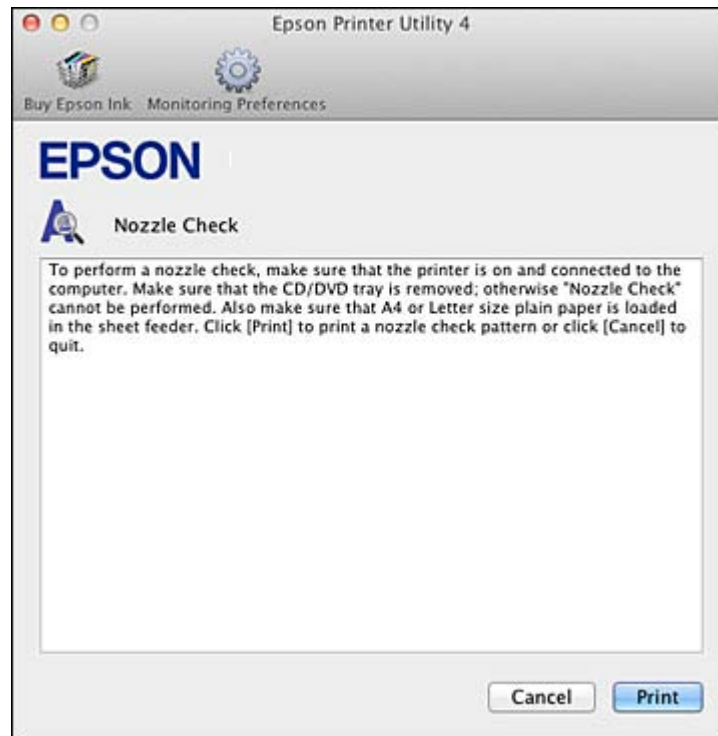 Epson Printer Utility 4
Buy Epson Ink Monitoring Preferences
EPSON
Nozzle Check
To perform a nozzle check, make sure that the printer is on and connected to the
computer. Make sure that the CD/DVD tray is removed; otherwise "Nozzle Check"
cannot be performed. Also make sure that A4 or Letter size plain paper is loaded
in the sheet feeder. Click [Print] to print a nozzle check pattern or click [Cancel] to
quit.
Cancel Print